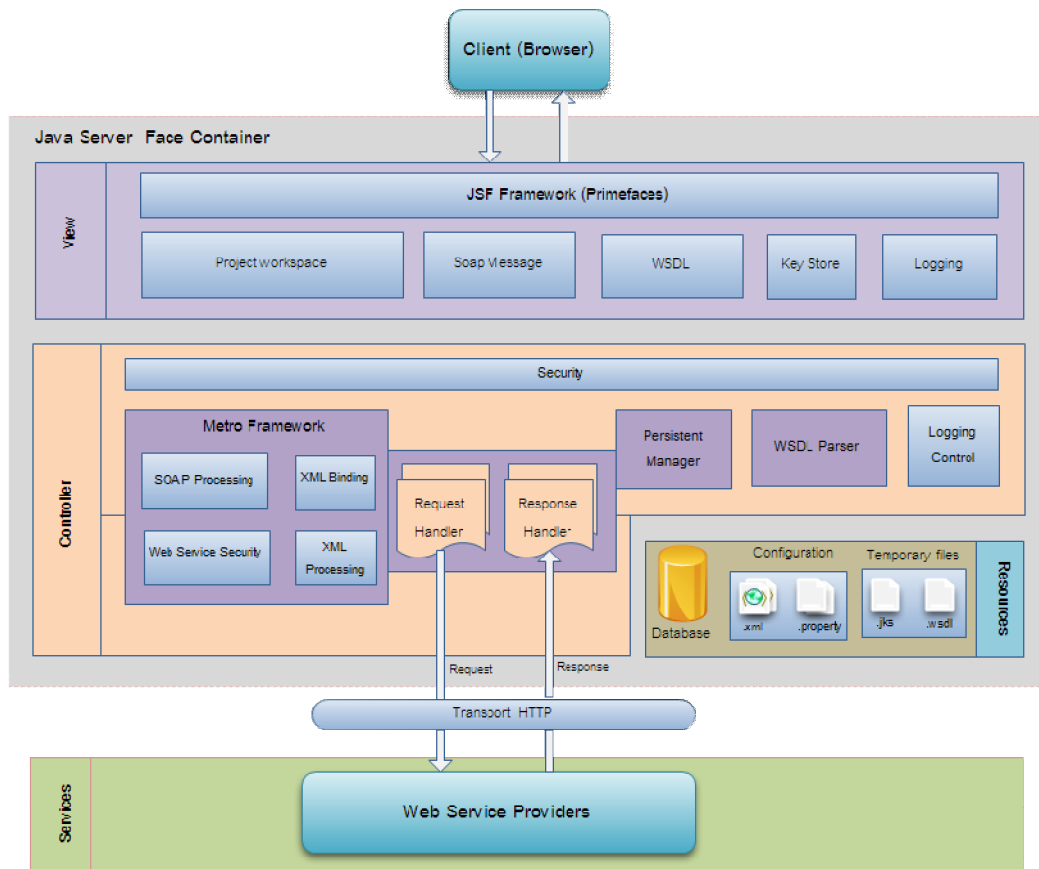 Client (Browser)
Java Server Face Container
View
JSF Framework (Primefaces)
Project workspace
Soap Message
WSDL
Key Store
Logging
Controller
Security
Metro Framework
SOAP Processing
XML Binding
Web Service Security
XML
Processing
Request
Handler
Response
Handler
Persistent
Manager
WSDL Parser
Logging
Control
Database
Configuration
.xml
.property
Temporary files
.jks
.wsdl
Resources
Request
Response
Transport HTTP
Services
Web Service Providers